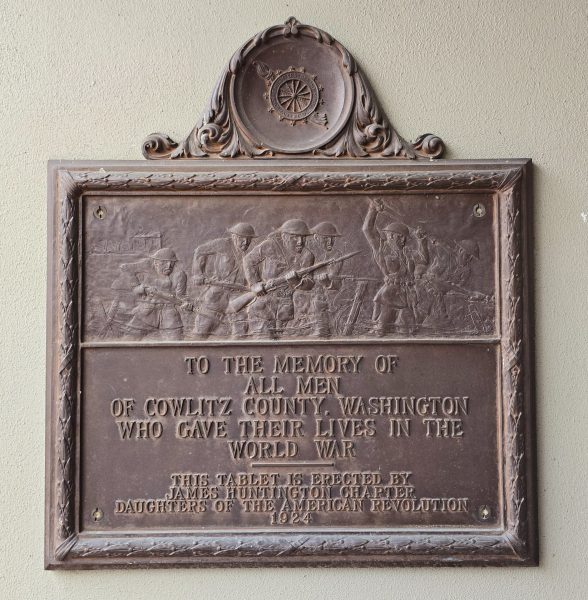 TO THE MEMORY OF
ALL MEN
OF COWLITZ COUNTY, WASHINGTON
WHO GAVE THEIR LIVES IN THE
WORLD WAR
THIS TABLET IS ERECTED BY
JAMES HUNTINGTON CHARTER
DAUGHTERS OF THE AMERICAN REVOLUTION
1924